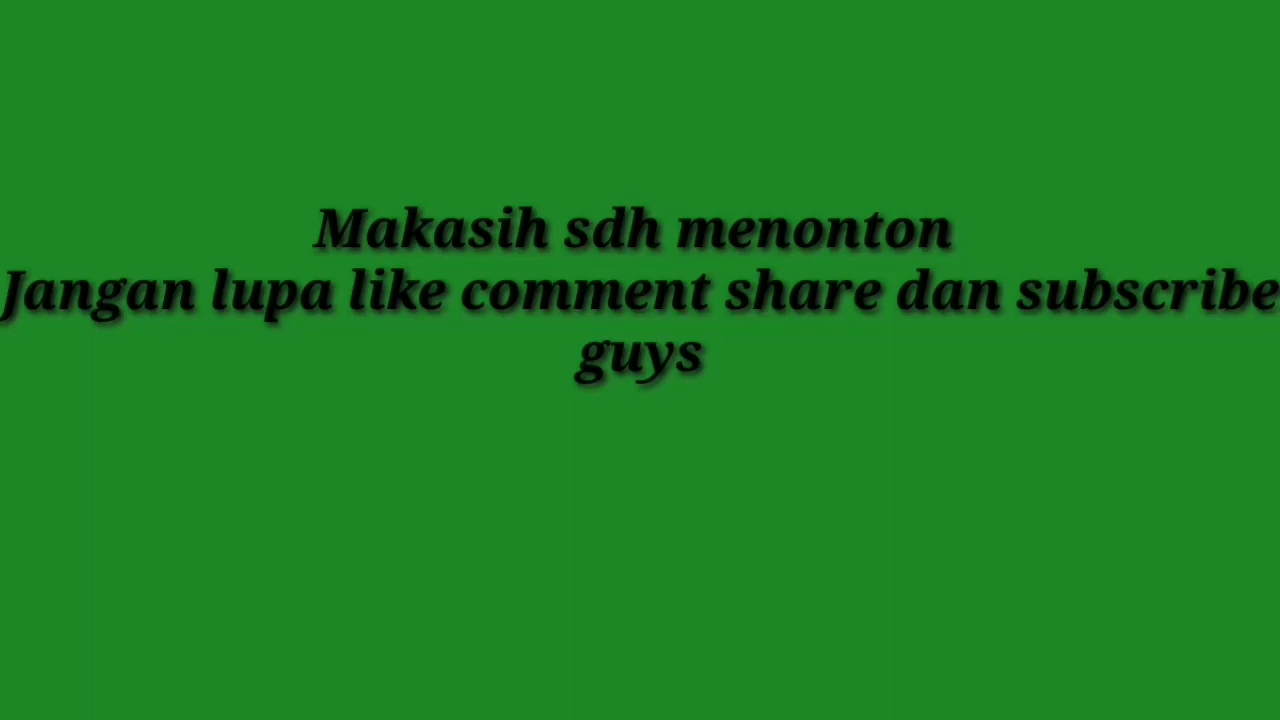 Makasih sdh menonton
Jangan lupa like comment share dan subscribe
guys